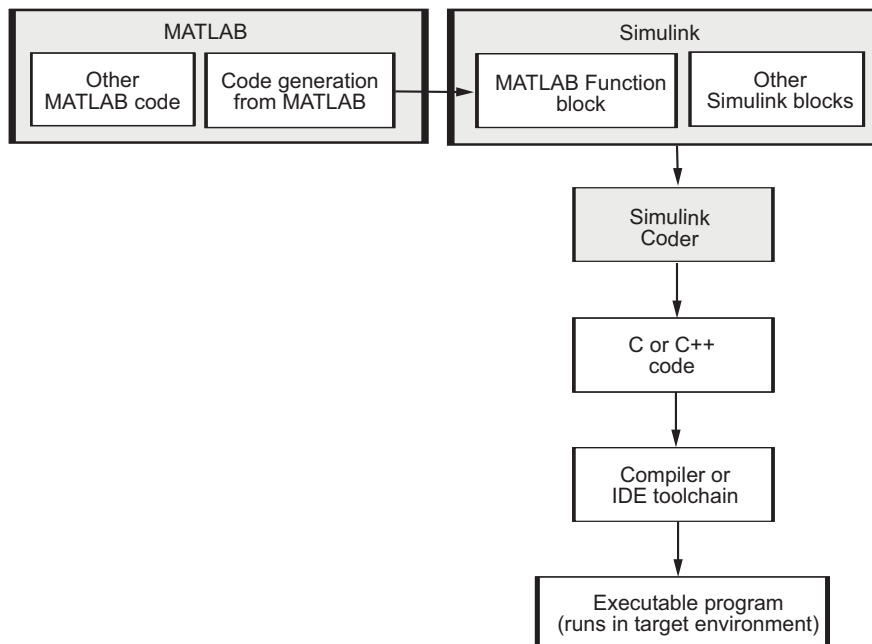 MATLAB
Other
MATLAB code
Code generation
from MATLAB
Simulink
MATLAB Function
block
Other
Simulink blocks
Simulink
Coder
C or C++
code
Compiler or
IDE toolchain
Executable program
(runs in target environment)